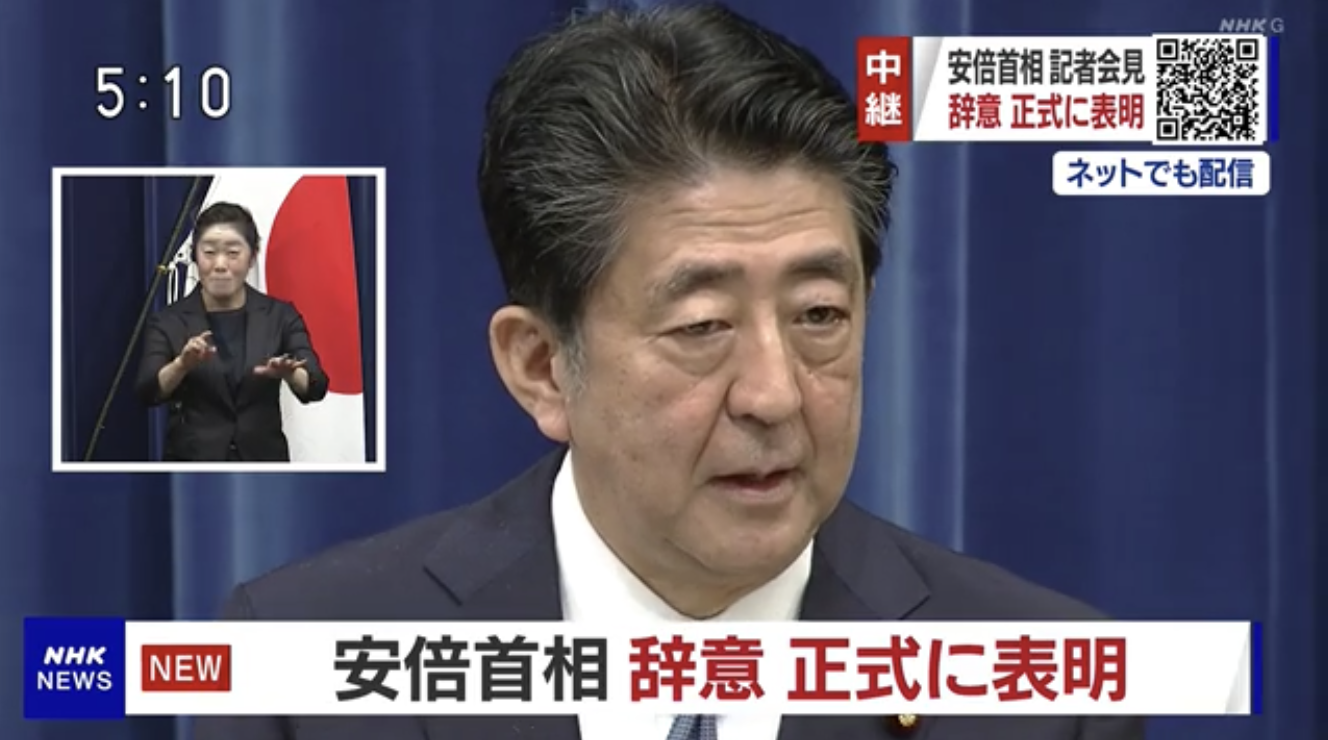 NHK G
5:10
中継
安倍首相 記者会見
辞意 正式に表明
ネットでも配信
NHK
NEWS
NEW
安倍首相 辞意 正式に表明